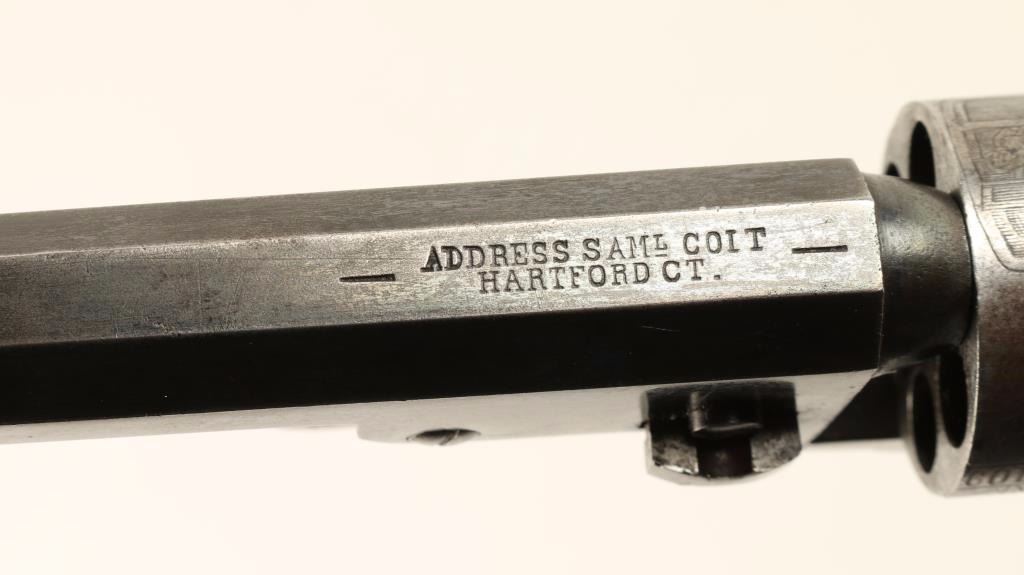 — ADDRESS SAML COLT —
HARTFORD CT.